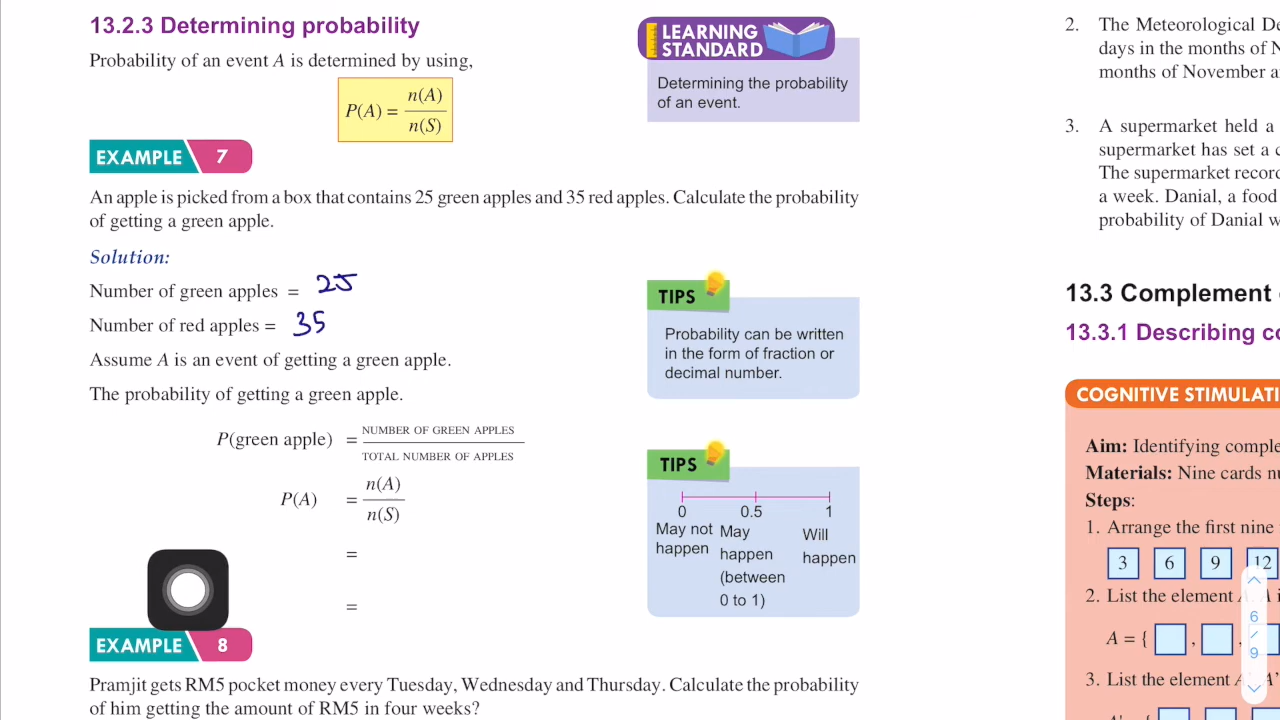 13.2.3 Determining probability
Probability of an event A is determined by using,
P(A) = n(A) / n(S)
LEARNING
STANDARD
Determining the probability
of an event.
EXAMPLE 7
An apple is picked from a box that contains 25 green apples and 35 red apples. Calculate the probability
of getting a green apple.
Solution:
Number of green apples = 25
Number of red apples = 35
Assume A is an event of getting a green apple.
The probability of getting a green apple.
P(green apple) = NUMBER OF GREEN APPLES / TOTAL NUMBER OF APPLES
P(A) = n(A) / n(S)
=
=
TIPS
Probability can be written
in the form of fraction or
decimal number.
TIPS
0 0.5 1
May not
happen
May
happen
(between
0 to 1)
Will
happen
EXAMPLE 8
Pramjit gets RM5 pocket money every Tuesday, Wednesday and Thursday. Calculate the probability
of him getting the amount of RM5 in four weeks?
2. The Meteorological
days in the months of
months of November
3. A supermarket held a
supermarket has set a
The supermarket
a week. Danial, a food
probability of Danial
13.3 Complement
13.3.1 Describing
COGNITIVE
Aim: Identifying
Materials: Nine cards
Steps:
1. Arrange the first nine
3 6 9 12
2. List the element
A = { , ,
3. List the element
6
/
9